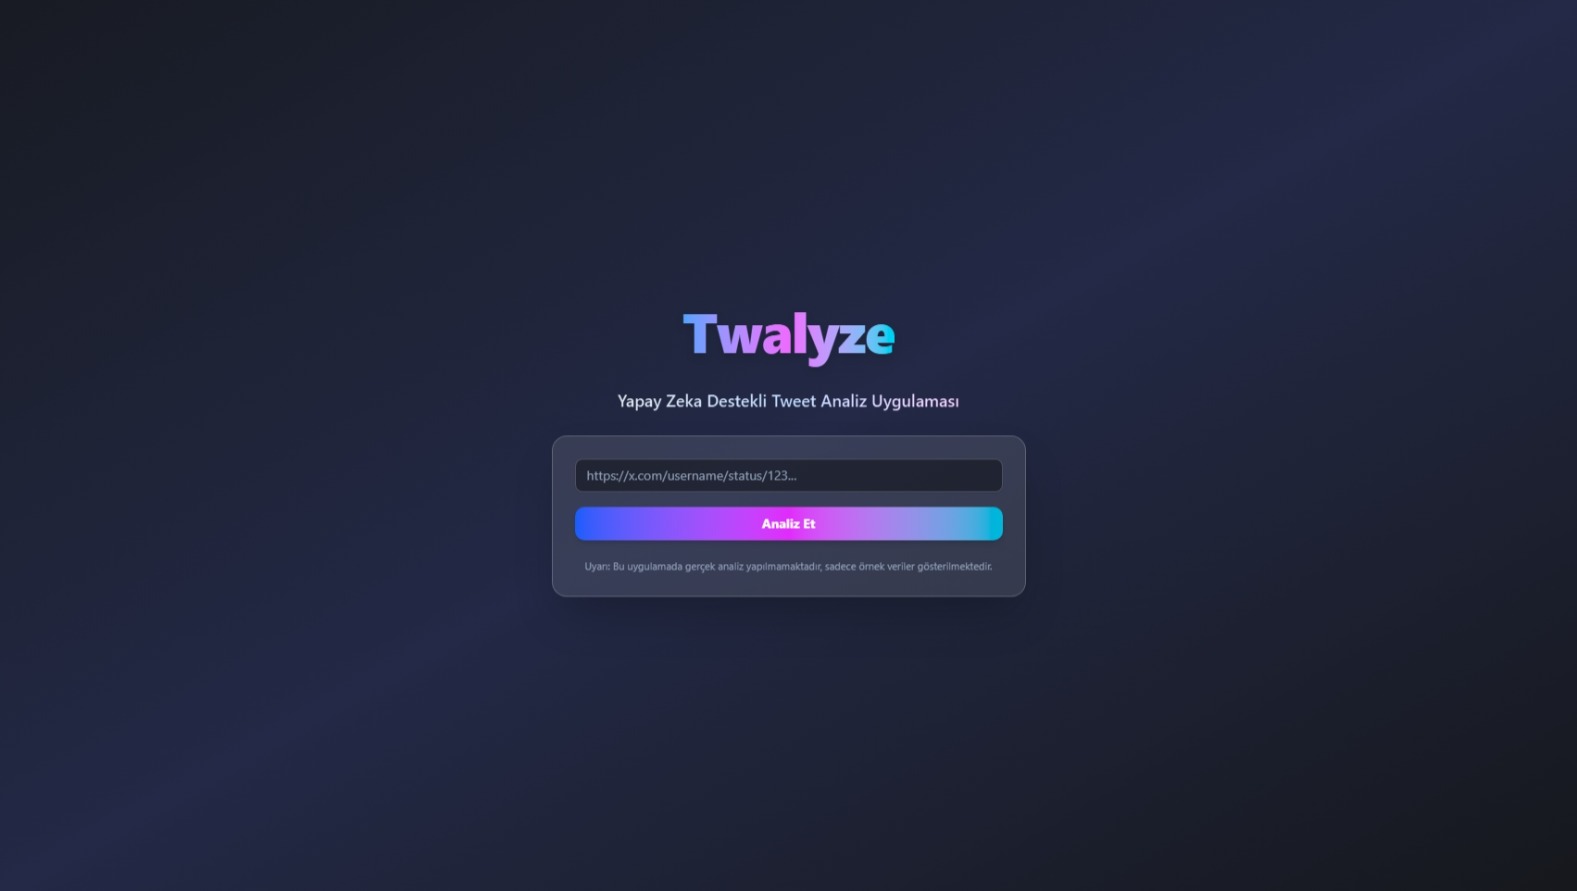 Twalyze
Yapay Zeka Destekli Tweet Analiz Uygulaması
https://x.com/username/status/123...
Analiz Et
Uyarı: Bu uygulamada gerçek analiz yapılmamaktadır, sadece örnek veriler gösterilmektedir.